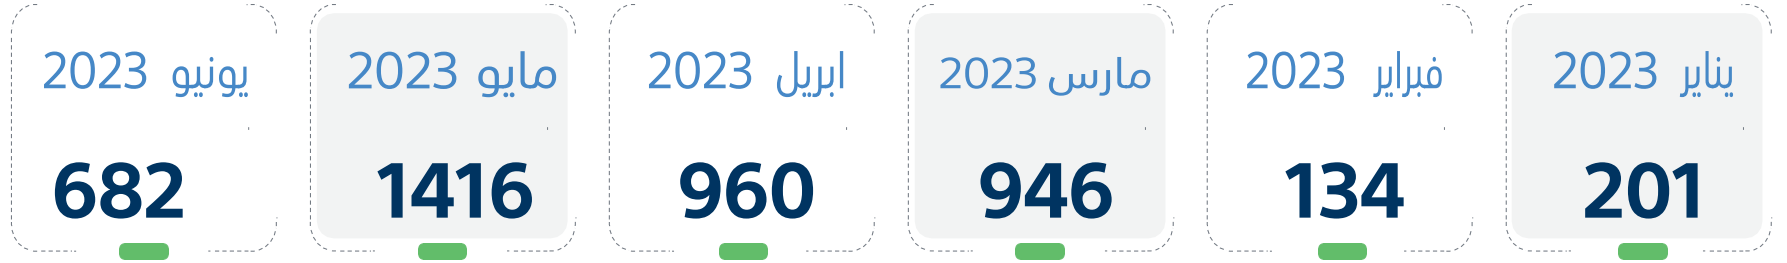 يناير 2023
201
فبراير 2023
134
مارس 2023
946
ابريل 2023
960
مايو 2023
1416
يونيو 2023
682